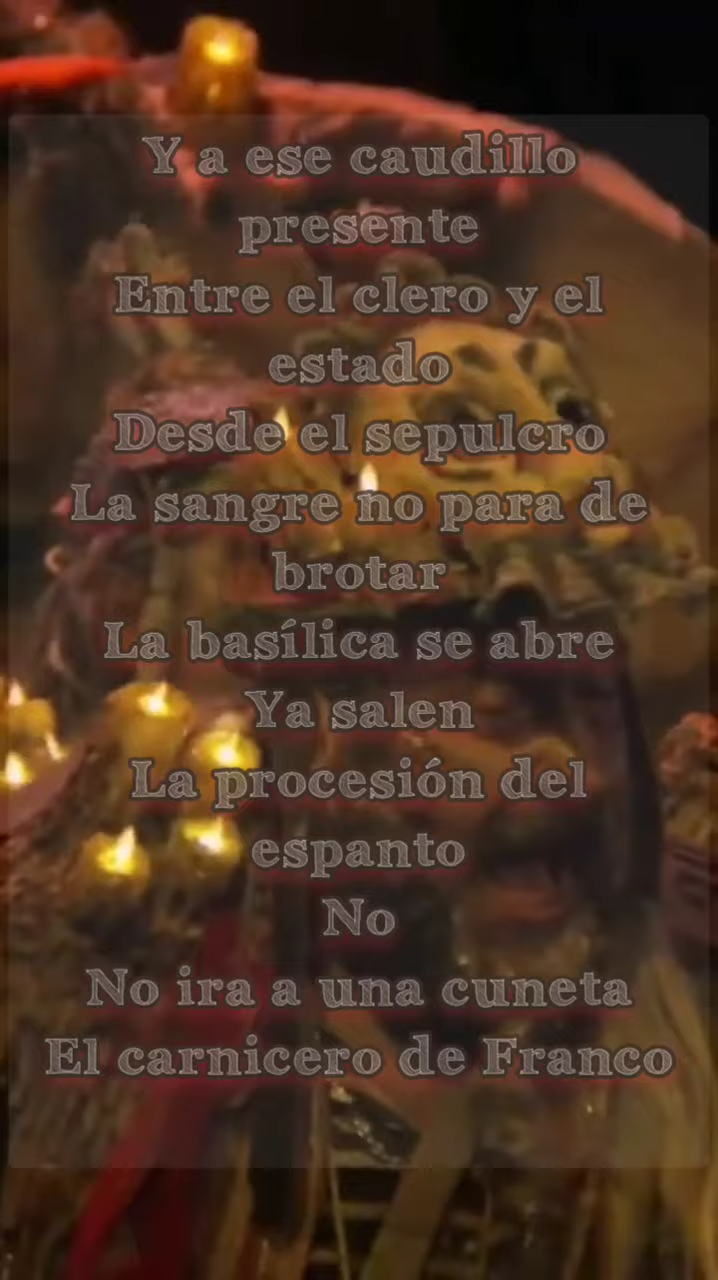 Y a ese caudillo
presente
Entre el clero y el
estado
Desde el sepulcro
La sangre no para de
brotar
La basílica se abre
Ya salen
La procesión del
espanto
No
No ira a una cuneta
El carnicero de Franco